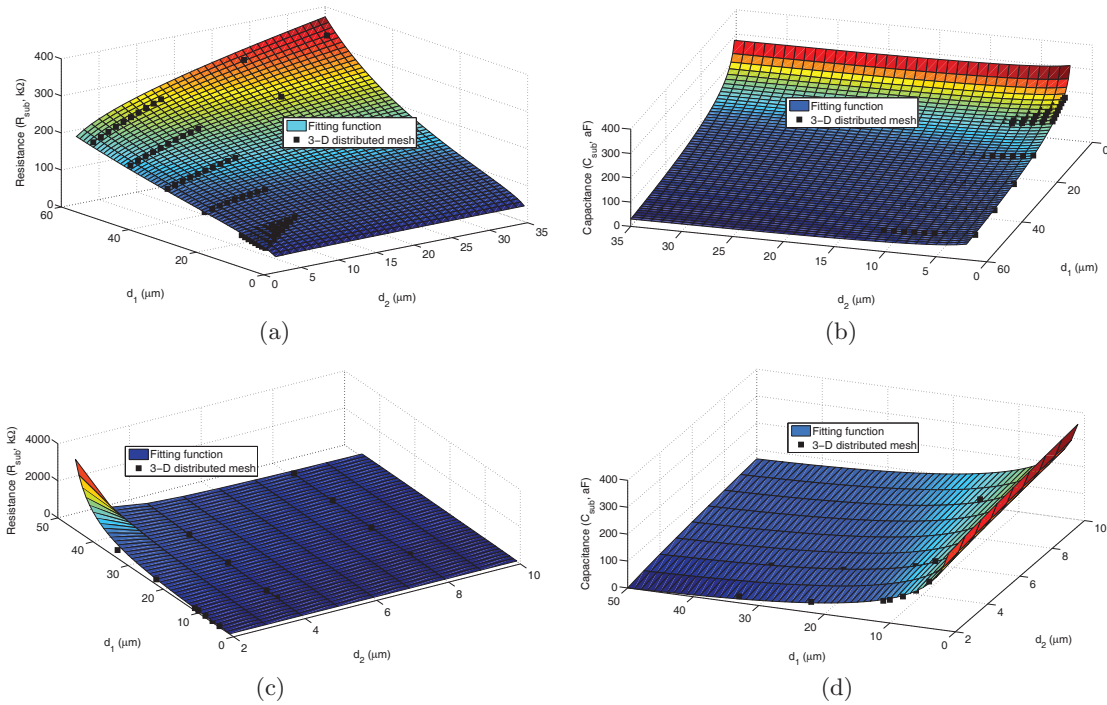 400
300
200
100
0
Resistance (R_sub, kΩ)
60
40
20
0
d_1 (μm)
0
5
10
15
20
25
30
35
d_2 (μm)
Fitting function
3-D distributed mesh
(a)
400
300
200
100
0
Capacitance (C_sub, aF)
35
30
25
20
15
10
5
0
d_2 (μm)
0
20
40
60
d_1 (μm)
Fitting function
3-D distributed mesh
(b)
4000
2000
0
Resistance (R_sub, kΩ)
50
40
30
20
10
0
d_1 (μm)
2
4
6
8
10
d_2 (μm)
Fitting function
3-D distributed mesh
(c)
400
300
200
100
0
Capacitance (C_sub, aF)
50
40
30
20
10
0
d_1 (μm)
2
4
6
8
10
d_2 (μm)
Fitting function
3-D distributed mesh
(d)